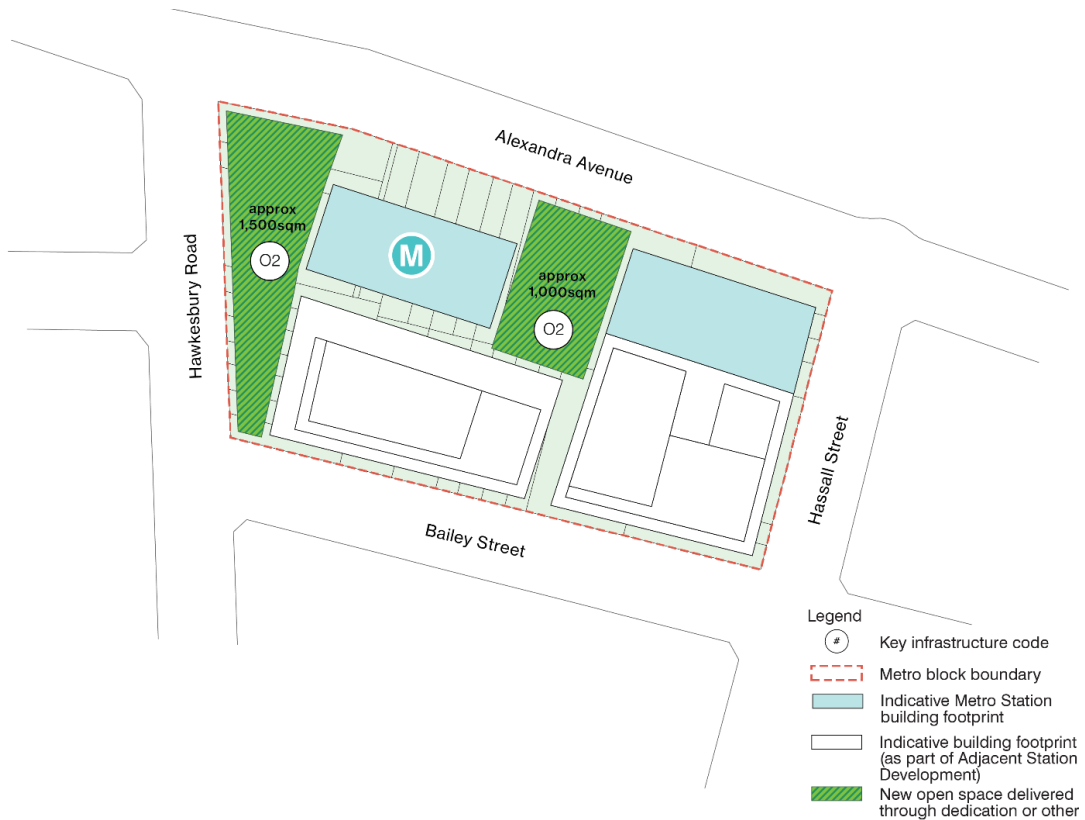 Alexandra Avenue
approx
1,500sqm
O2
M
approx
1,000sqm
O2
Hawkesbury Road
Hassall Street
Bailey Street
Legend
#
Key infrastructure code
Metro block boundary
Indicative Metro Station
building footprint
Indicative building footprint
(as part of Adjacent Station
Development)
New open space delivered
through dedication or other